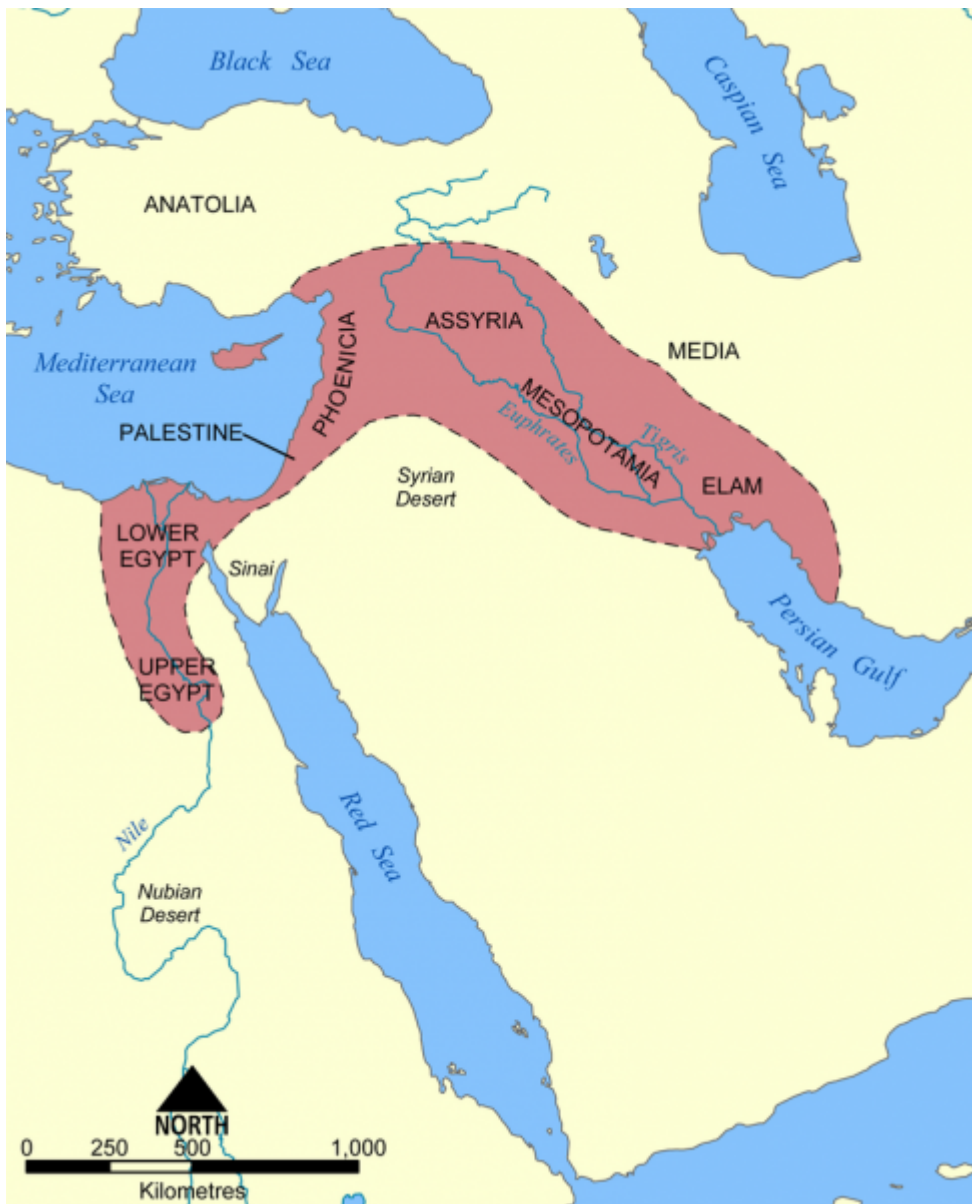 Black Sea
Caspian Sea
ANATOLIA
ASSYRIA
MEDIA
PHOENICIA
Mediterranean
Sea
MESOPOTAMIA
Euphrates
Tigris
PALESTINE
Syrian
Desert
ELAM
LOWER
EGYPT
Sinai
Persian Gulf
UPPER
EGYPT
Red Sea
Nile
Nubian
Desert
NORTH
0 250 500 1,000
Kilometres